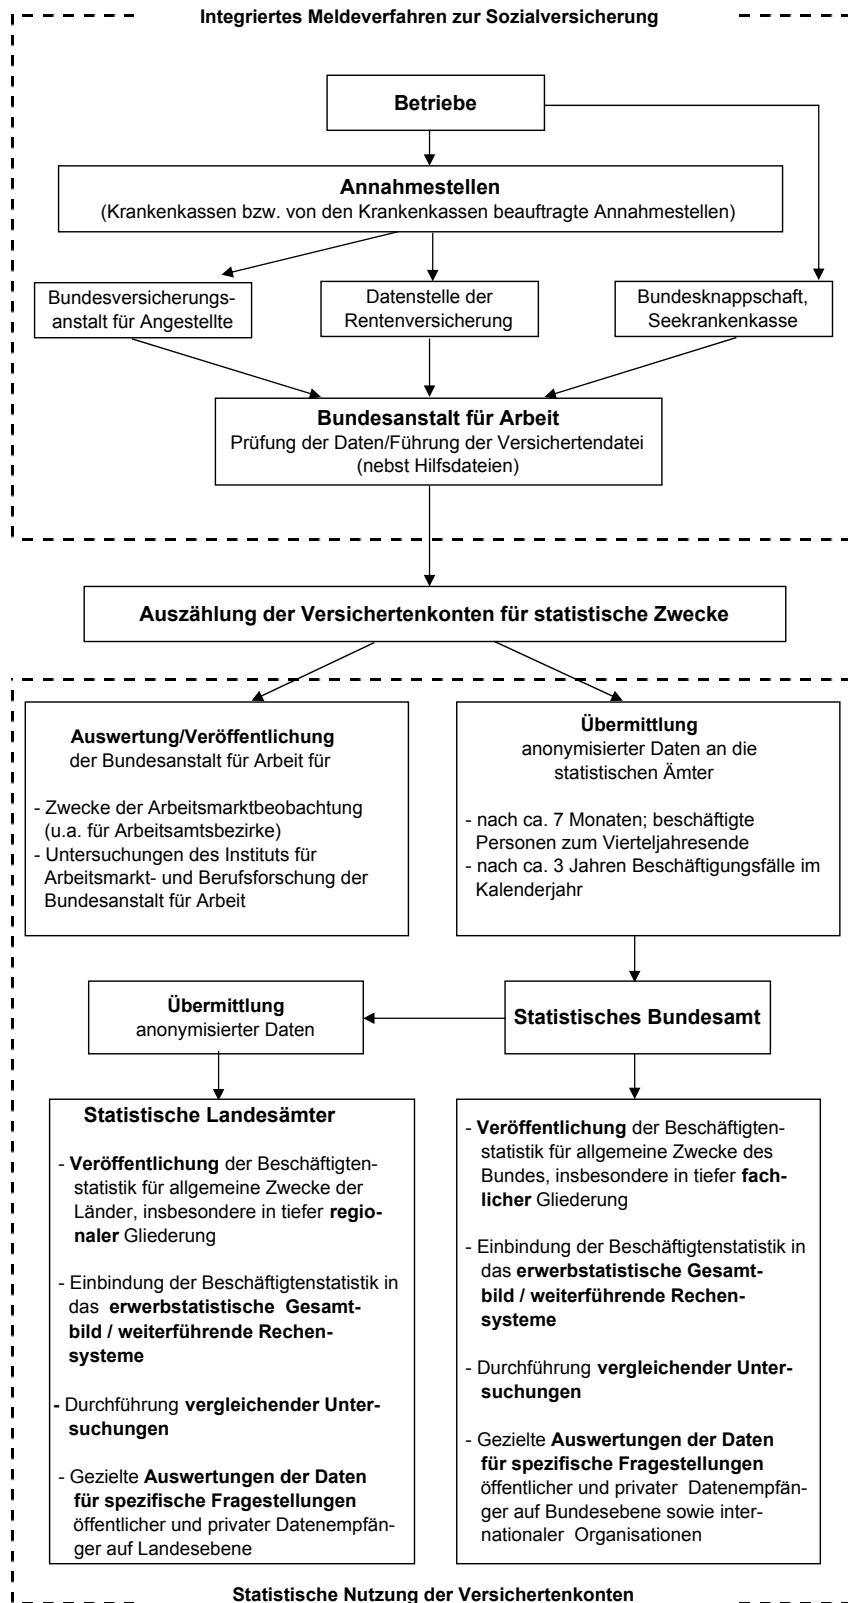 Integriertes Meldeverfahren zur Sozialversicherung
Betriebe
Annahmestellen
(Krankenkassen bzw. von den Krankenkassen beauftragte Annahmestellen)
Bundesversicherungs-
anstalt für Angestellte
Datenstelle der
Rentenversicherung
Bundesknappschaft,
Seekrankenkasse
Bundesanstalt für Arbeit
Prüfung der Daten/Führung der Versichertendatei
(nebst Hilfsdateien)
Auszählung der Versichertenkonten für statistische Zwecke
Auswertung/Veröffentlichung
der Bundesanstalt für Arbeit für
- Zwecke der Arbeitsmarktbeobachtung
(u.a. für Arbeitsamtsbezirke)
- Untersuchungen des Instituts für
Arbeitsmarkt- und Berufsforschung der
Bundesanstalt für Arbeit
Übermittlung
anonymisierter Daten an die
statistischen Ämter
- nach ca. 7 Monaten; beschäftigte
Personen zum Vierteljahresende
- nach ca. 3 Jahren Beschäftigungsfälle im
Kalenderjahr
Übermittlung
anonymisierter Daten
Statistisches Bundesamt
Statistische Landesämter
- Veröffentlichung der Beschäftigten-
statistik für allgemeine Zwecke der
Länder, insbesondere in tiefer regio-
naler Gliederung
- Einbindung der Beschäftigtenstatistik in
das erwerbstatistische Gesamt-
bild / weiterführende Rechen-
systeme
- Durchführung vergleichender Unter-
suchungen
- Gezielte Auswertungen der Daten
für spezifische Fragestellungen
öffentlicher und privater Datenempfän-
ger auf Landesebene
- Veröffentlichung der Beschäftigten-
statistik für allgemeine Zwecke des
Bundes, insbesondere in tiefer fach-
licher Gliederung
- Einbindung der Beschäftigtenstatistik in
das erwerbstatistische Gesamt-
bild / weiterführende Rechen-
systeme
- Durchführung vergleichender Unter-
suchungen
- Gezielte Auswertungen der Daten
für spezifische Fragestellungen
öffentlicher und privater Datenempfän-
ger auf Bundesebene sowie inter-
nationaler Organisationen
Statistische Nutzung der Versichertenkonten